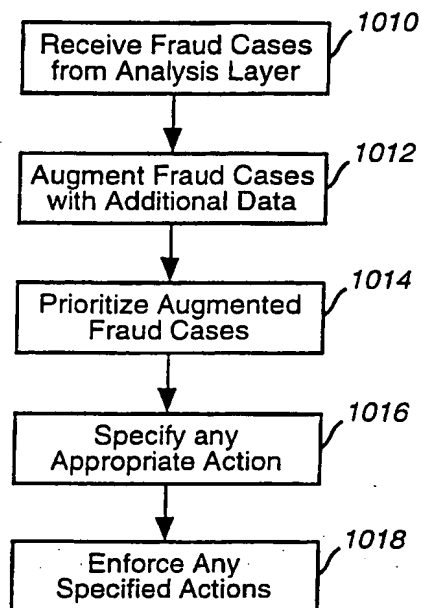 1010
Receive Fraud Cases
from Analysis Layer
1012
Augment Fraud Cases
with Additional Data
1014
Prioritize Augmented
Fraud Cases
1016
Specify any
Appropriate Action
1018
Enforce Any
Specified Actions